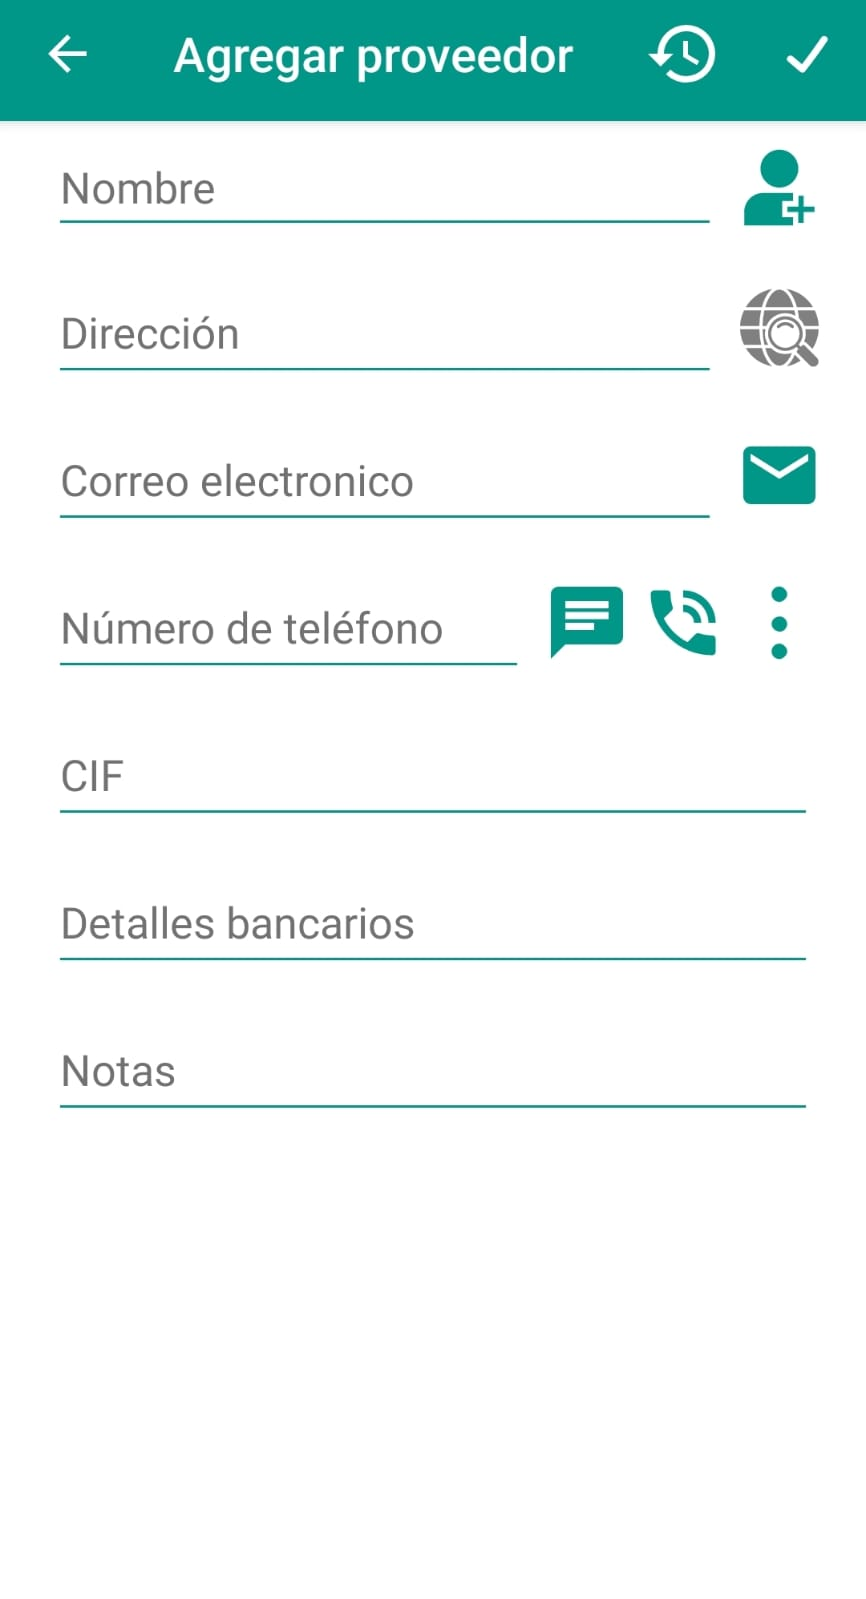 Agregar proveedor
Nombre
Dirección
Correo electronico
Número de teléfono
CIF
Detalles bancarios
Notas